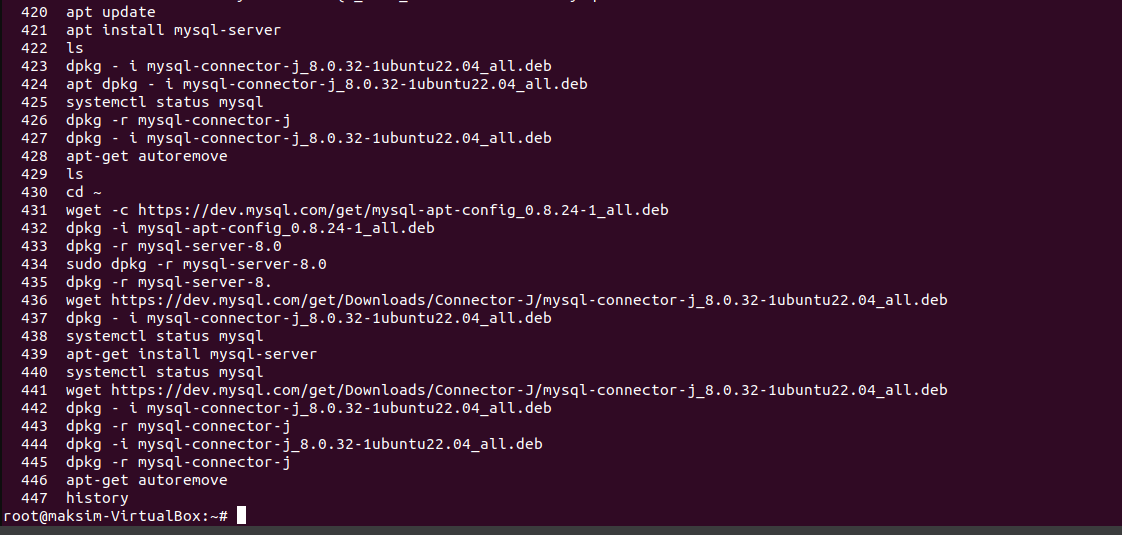 420 apt update
421 apt install mysql-server
422 ls
423 dpkg - i mysql-connector-j_8.0.32-1ubuntu22.04_all.deb
424 apt dpkg - i mysql-connector-j_8.0.32-1ubuntu22.04_all.deb
425 systemctl status mysql
426 dpkg -r mysql-connector-j
427 dpkg - i mysql-connector-j_8.0.32-1ubuntu22.04_all.deb
428 apt-get autoremove
429 ls
430 cd ~
431 wget -c https://dev.mysql.com/get/mysql-apt-config_0.8.24-1_all.deb
432 dpkg -i mysql-apt-config_0.8.24-1_all.deb
433 dpkg -r mysql-server-8.0
434 sudo dpkg -r mysql-server-8.0
435 dpkg -r mysql-server-8.
436 wget https://dev.mysql.com/get/Downloads/Connector-J/mysql-connector-j_8.0.32-1ubuntu22.04_all.deb
437 dpkg - i mysql-connector-j_8.0.32-1ubuntu22.04_all.deb
438 systemctl status mysql
439 apt-get install mysql-server
440 systemctl status mysql
441 wget https://dev.mysql.com/get/Downloads/Connector-J/mysql-connector-j_8.0.32-1ubuntu22.04_all.deb
442 dpkg - i mysql-connector-j_8.0.32-1ubuntu22.04_all.deb
443 dpkg -r mysql-connector-j
444 dpkg -i mysql-connector-j_8.0.32-1ubuntu22.04_all.deb
445 dpkg -r mysql-connector-j
446 apt-get autoremove
447 history
root@maksim-VirtualBox:~#